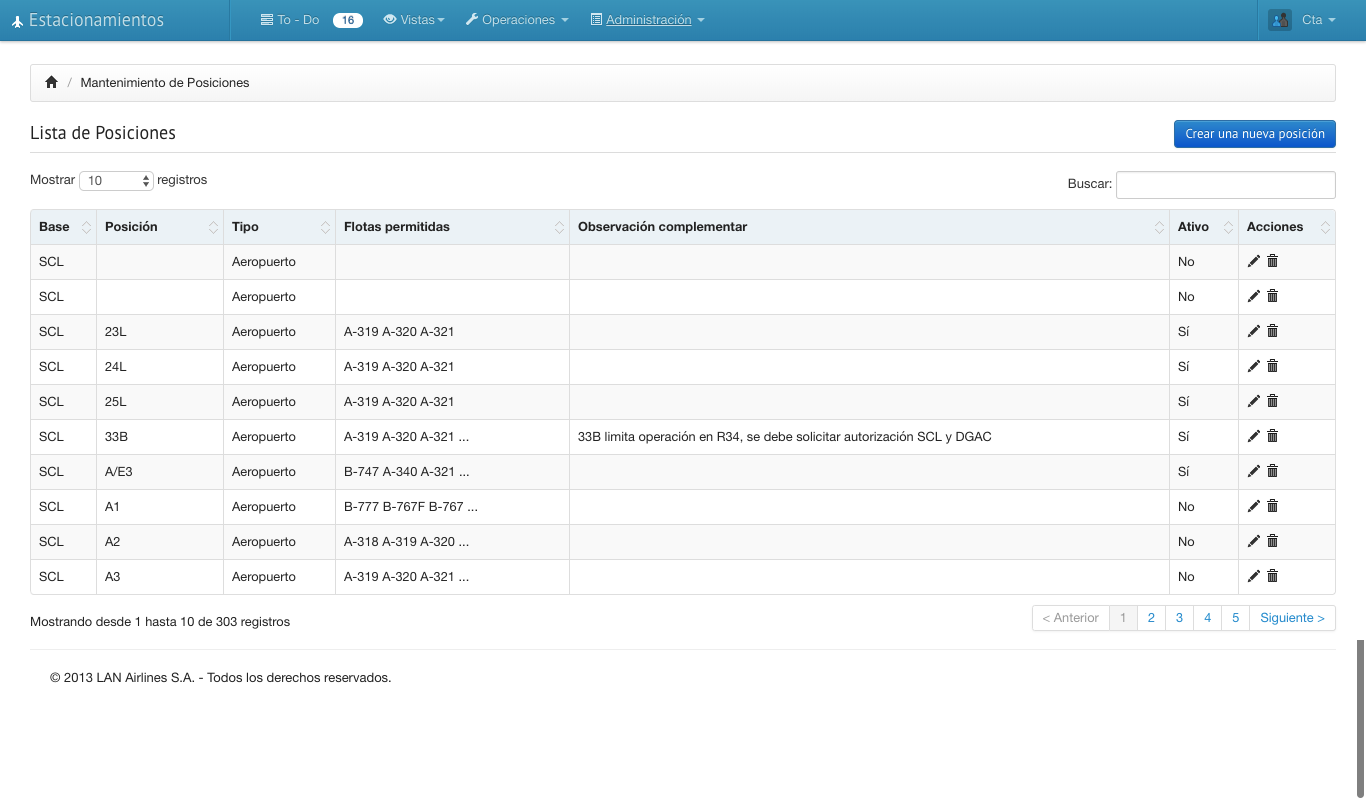 Estacionamientos To - Do 16 Vistas Operaciones Administración Cta
/ Mantenimiento de Posiciones
Lista de Posiciones Crear una nueva posición
Mostrar 10 registros Buscar:
Base Posición Tipo Flotas permitidas Observación complementar Ativo Acciones
SCL Aeropuerto No
SCL Aeropuerto No
SCL 23L Aeropuerto A-319 A-320 A-321 Sí
SCL 24L Aeropuerto A-319 A-320 A-321 Sí
SCL 25L Aeropuerto A-319 A-320 A-321 Sí
SCL 33B Aeropuerto A-319 A-320 A-321 ... 33B limita operación en R34, se debe solicitar autorización SCL y DGAC Sí
SCL A/E3 Aeropuerto B-747 A-340 A-321 ... Sí
SCL A1 Aeropuerto B-777 B-767F B-767 ... No
SCL A2 Aeropuerto A-318 A-319 A-320 ... No
SCL A3 Aeropuerto A-319 A-320 A-321 ... No
Mostrando desde 1 hasta 10 de 303 registros < Anterior 1 2 3 4 5 Siguiente >
© 2013 LAN Airlines S.A. - Todos los derechos reservados.